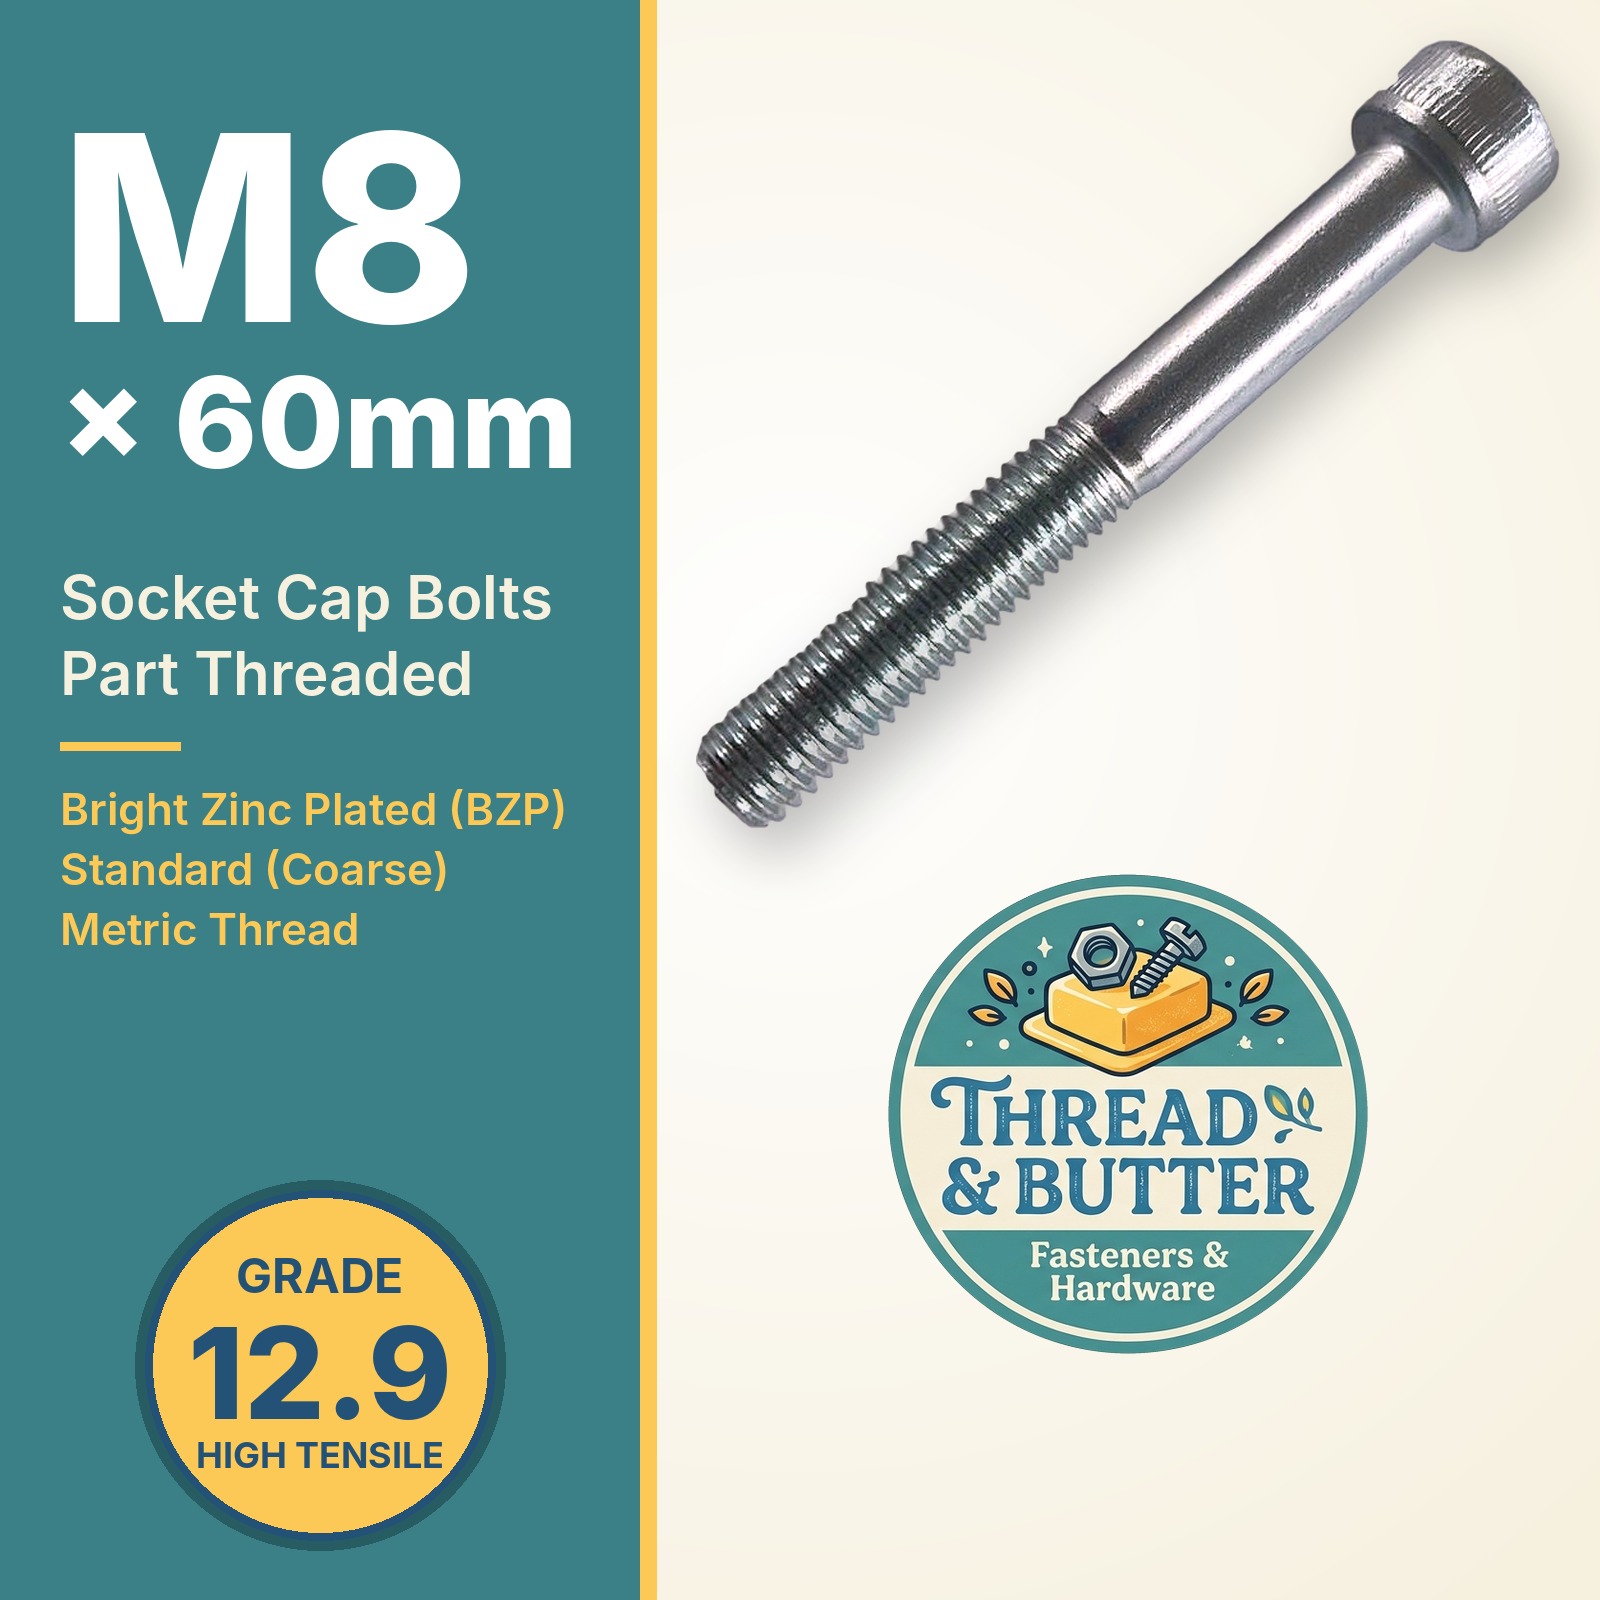 M8
× 60mm
Socket Cap Bolts
Part Threaded
Bright Zinc Plated (BZP)
Standard (Coarse)
Metric Thread
GRADE
12.9
HIGH TENSILE
THREAD
& BUTTER
Fasteners &
Hardware